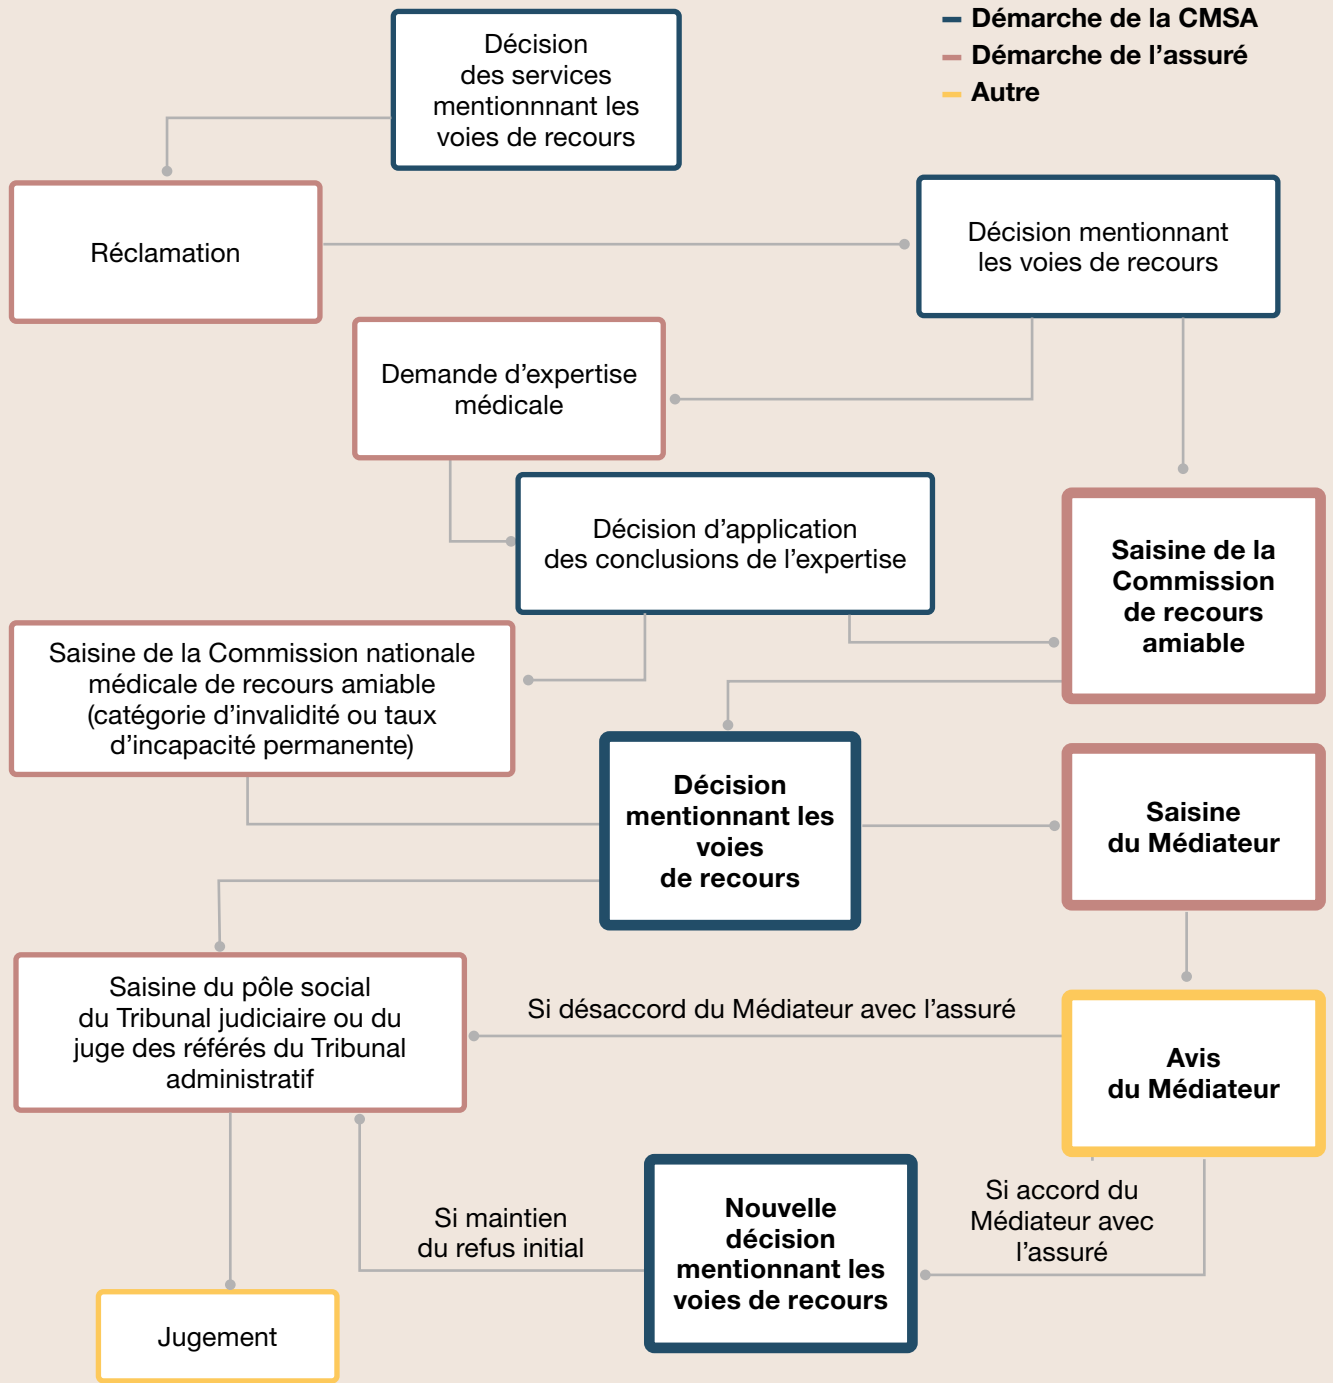 Démarche de la CMSA
Démarche de l'assuré
Autre
Décision
des services
mentionnnant les
voies de recours
Réclamation
Décision mentionnant
les voies de recours
Demande d'expertise
médicale
Décision d'application
des conclusions de l'expertise
Saisine de la
Commission
de recours
amiable
Saisine de la Commission nationale
médicale de recours amiable
(catégorie d'invalidité ou taux
d'incapacité permanente)
Décision
mentionnant les
voies
de recours
Saisine
du Médiateur
Saisine du pôle social
du Tribunal judiciaire ou du
juge des référés du Tribunal
administratif
Si désaccord du Médiateur avec l'assuré
Avis
du Médiateur
Si accord du
Médiateur avec
l'assuré
Nouvelle
décision
mentionnant les
voies de recours
Si maintien
du refus initial
Jugement